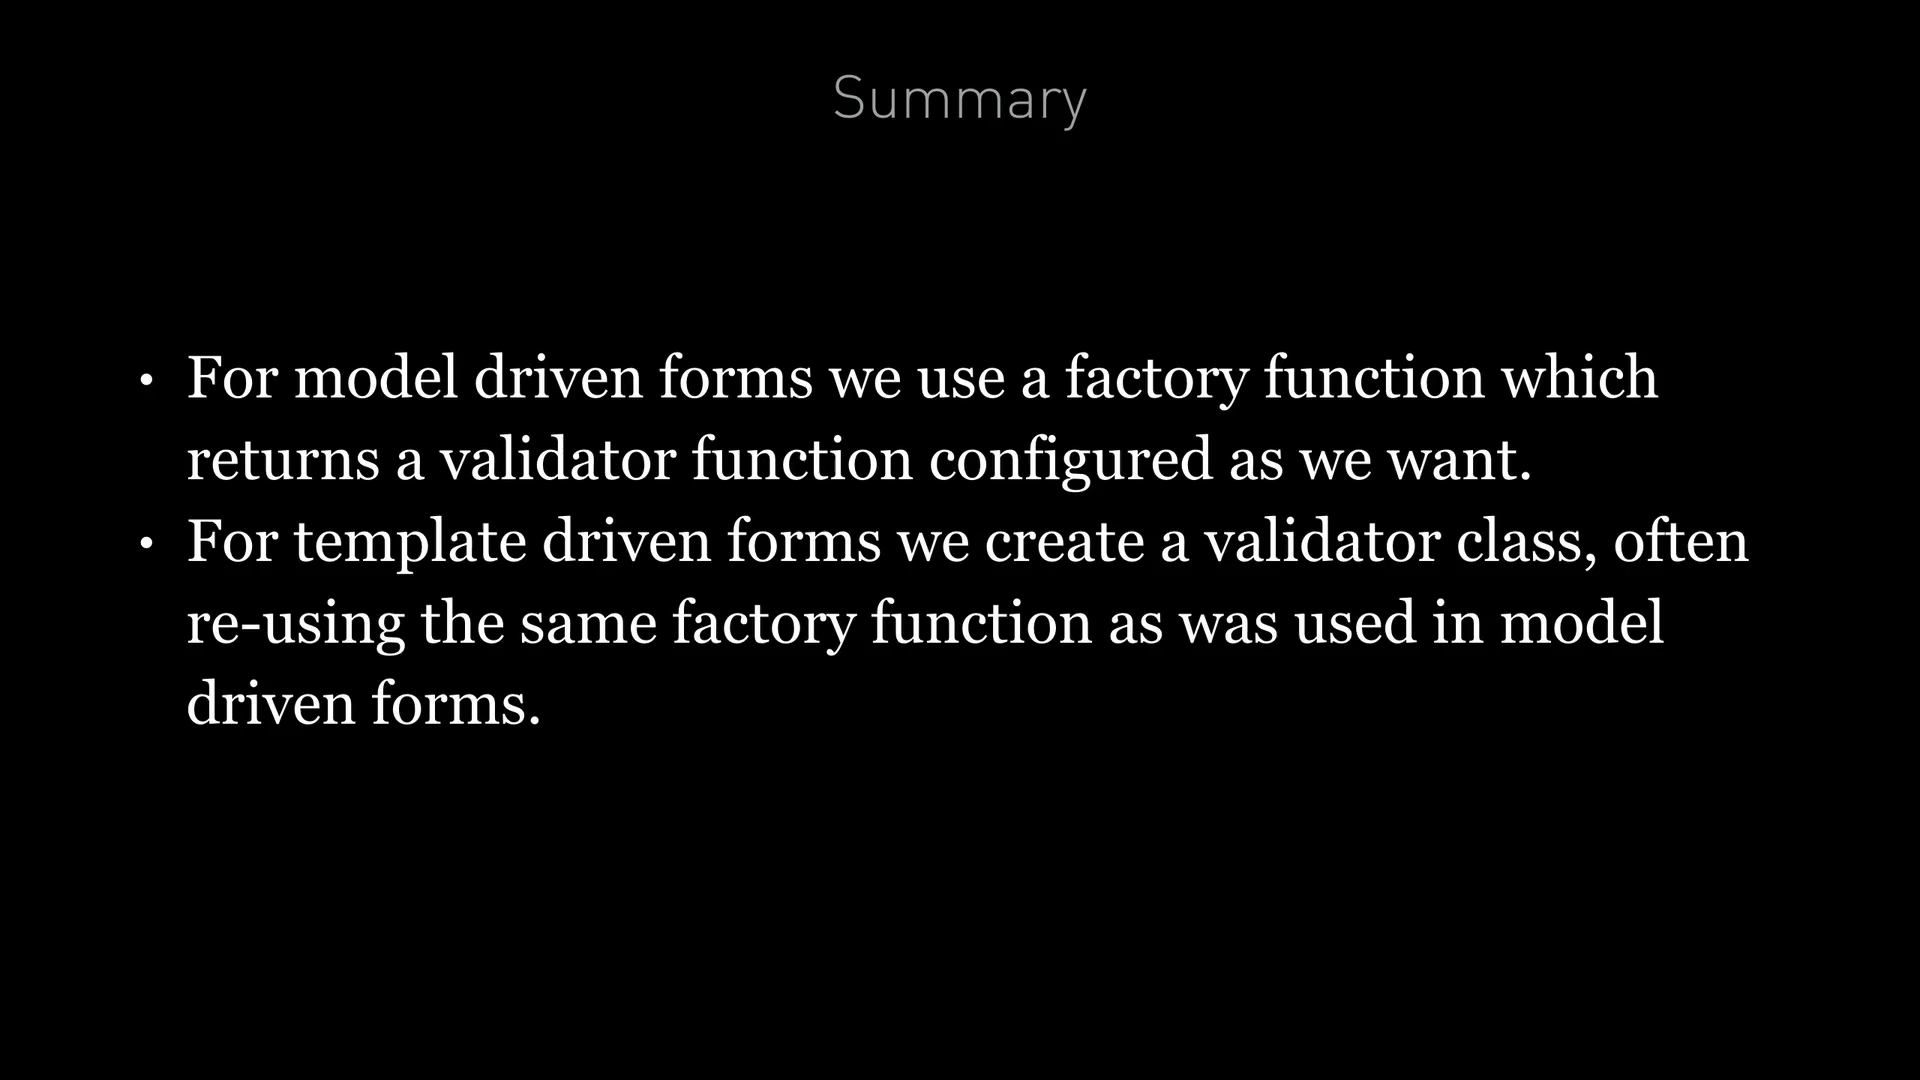 Summary
• For model driven forms we use a factory function which
returns a validator function configured as we want.
• For template driven forms we create a validator class, often
re-using the same factory function as was used in model
driven forms.